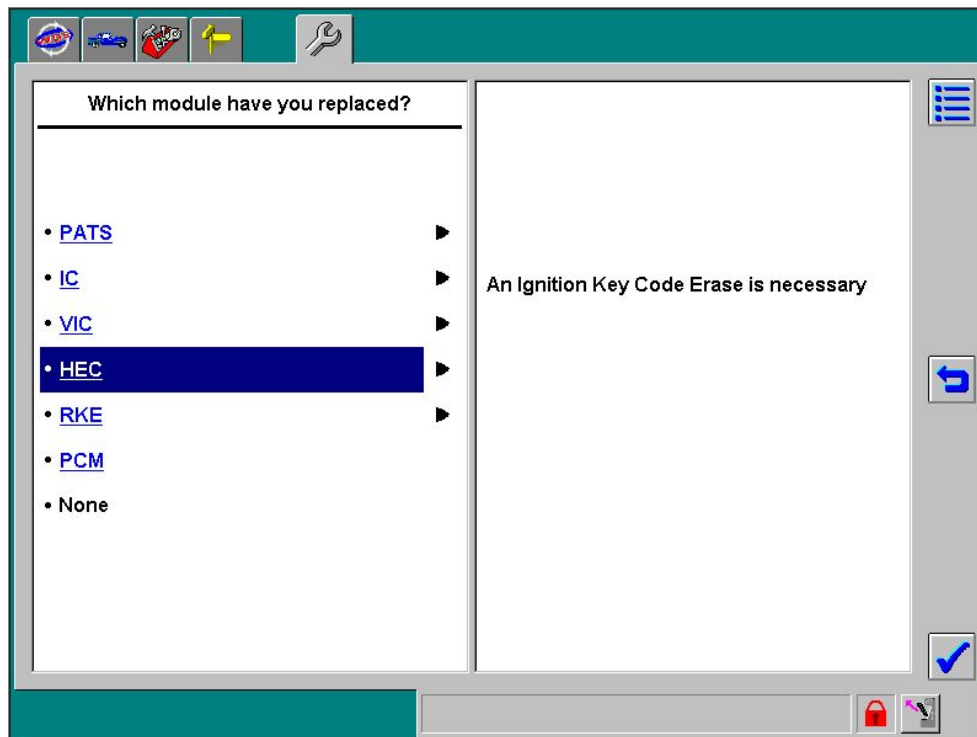 Which module have you replaced?
• PATS
• IC
• VIC
• HEC
• RKE
• PCM
• None
An Ignition Key Code Erase is necessary